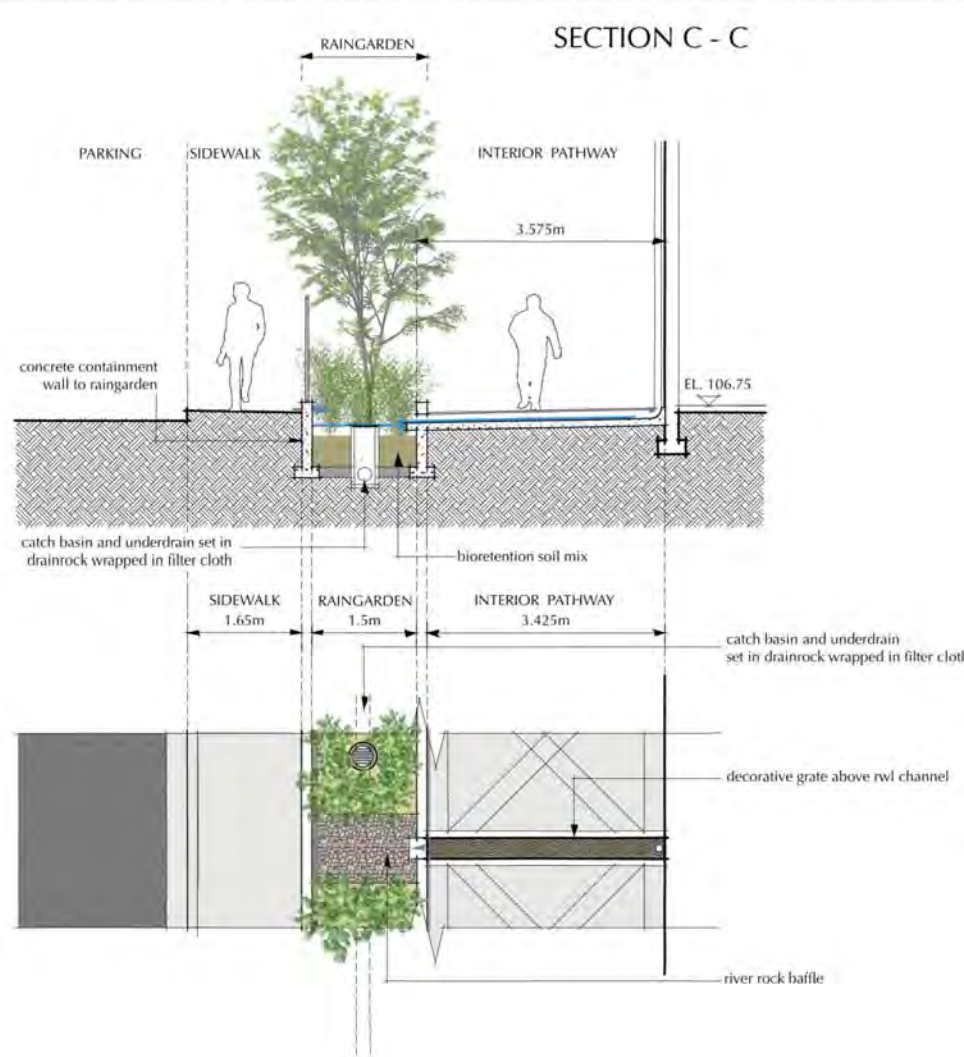 SECTION C - C
RAINGARDEN
PARKING
SIDEWALK
INTERIOR PATHWAY
3.575m
concrete containment
wall to raingarden
EL. 106.75
catch basin and underdrain set in
drainrock wrapped in filter cloth
bioretention soil mix
SIDEWALK
1.65m
RAINGARDEN
1.5m
INTERIOR PATHWAY
3.425m
catch basin and underdrain
set in drainrock wrapped in filter cloth
decorative grate above rwl channel
river rock baffle